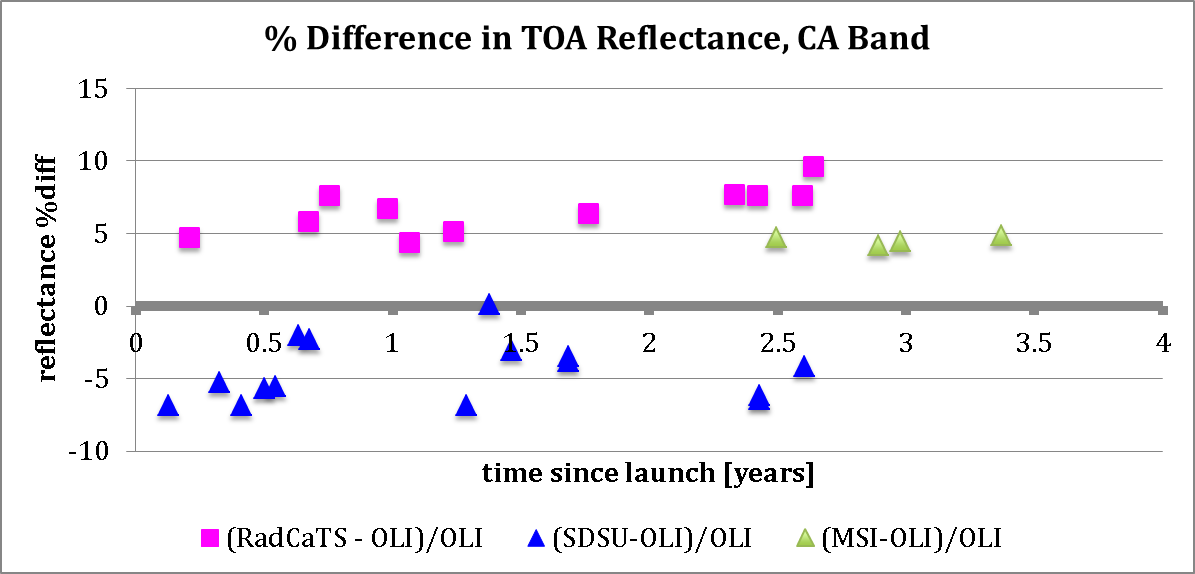 % Difference in TOA Reflectance, CA Band
15
10
5
0
-5
-10
reflectance %diff
0 0.5 1 1.5 2 2.5 3 3.5 4
time since launch [years]
(RadCaTS - OLI)/OLI (SDSU-OLI)/OLI (MSI-OLI)/OLI